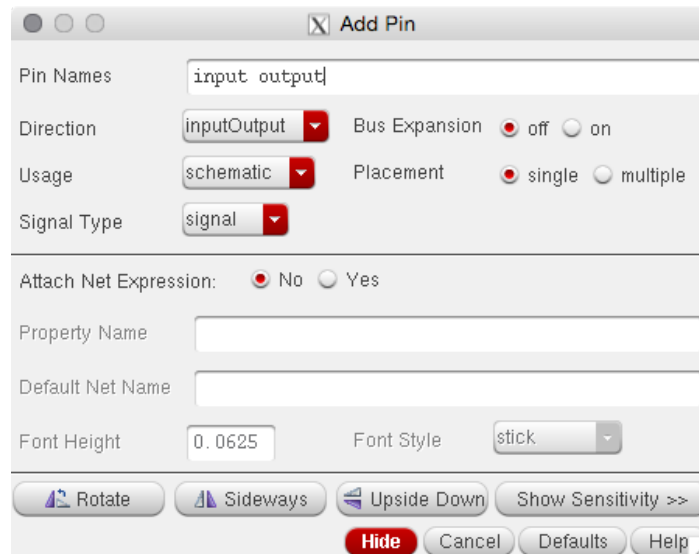 Add Pin
Pin Names input output
Direction inputOutput Bus Expansion off on
Usage schematic Placement single multiple
Signal Type signal
Attach Net Expression: No Yes
Property Name
Default Net Name
Font Height 0.0625 Font Style stick
Rotate Sideways Upside Down Show Sensitivity >>
Hide Cancel Defaults Help